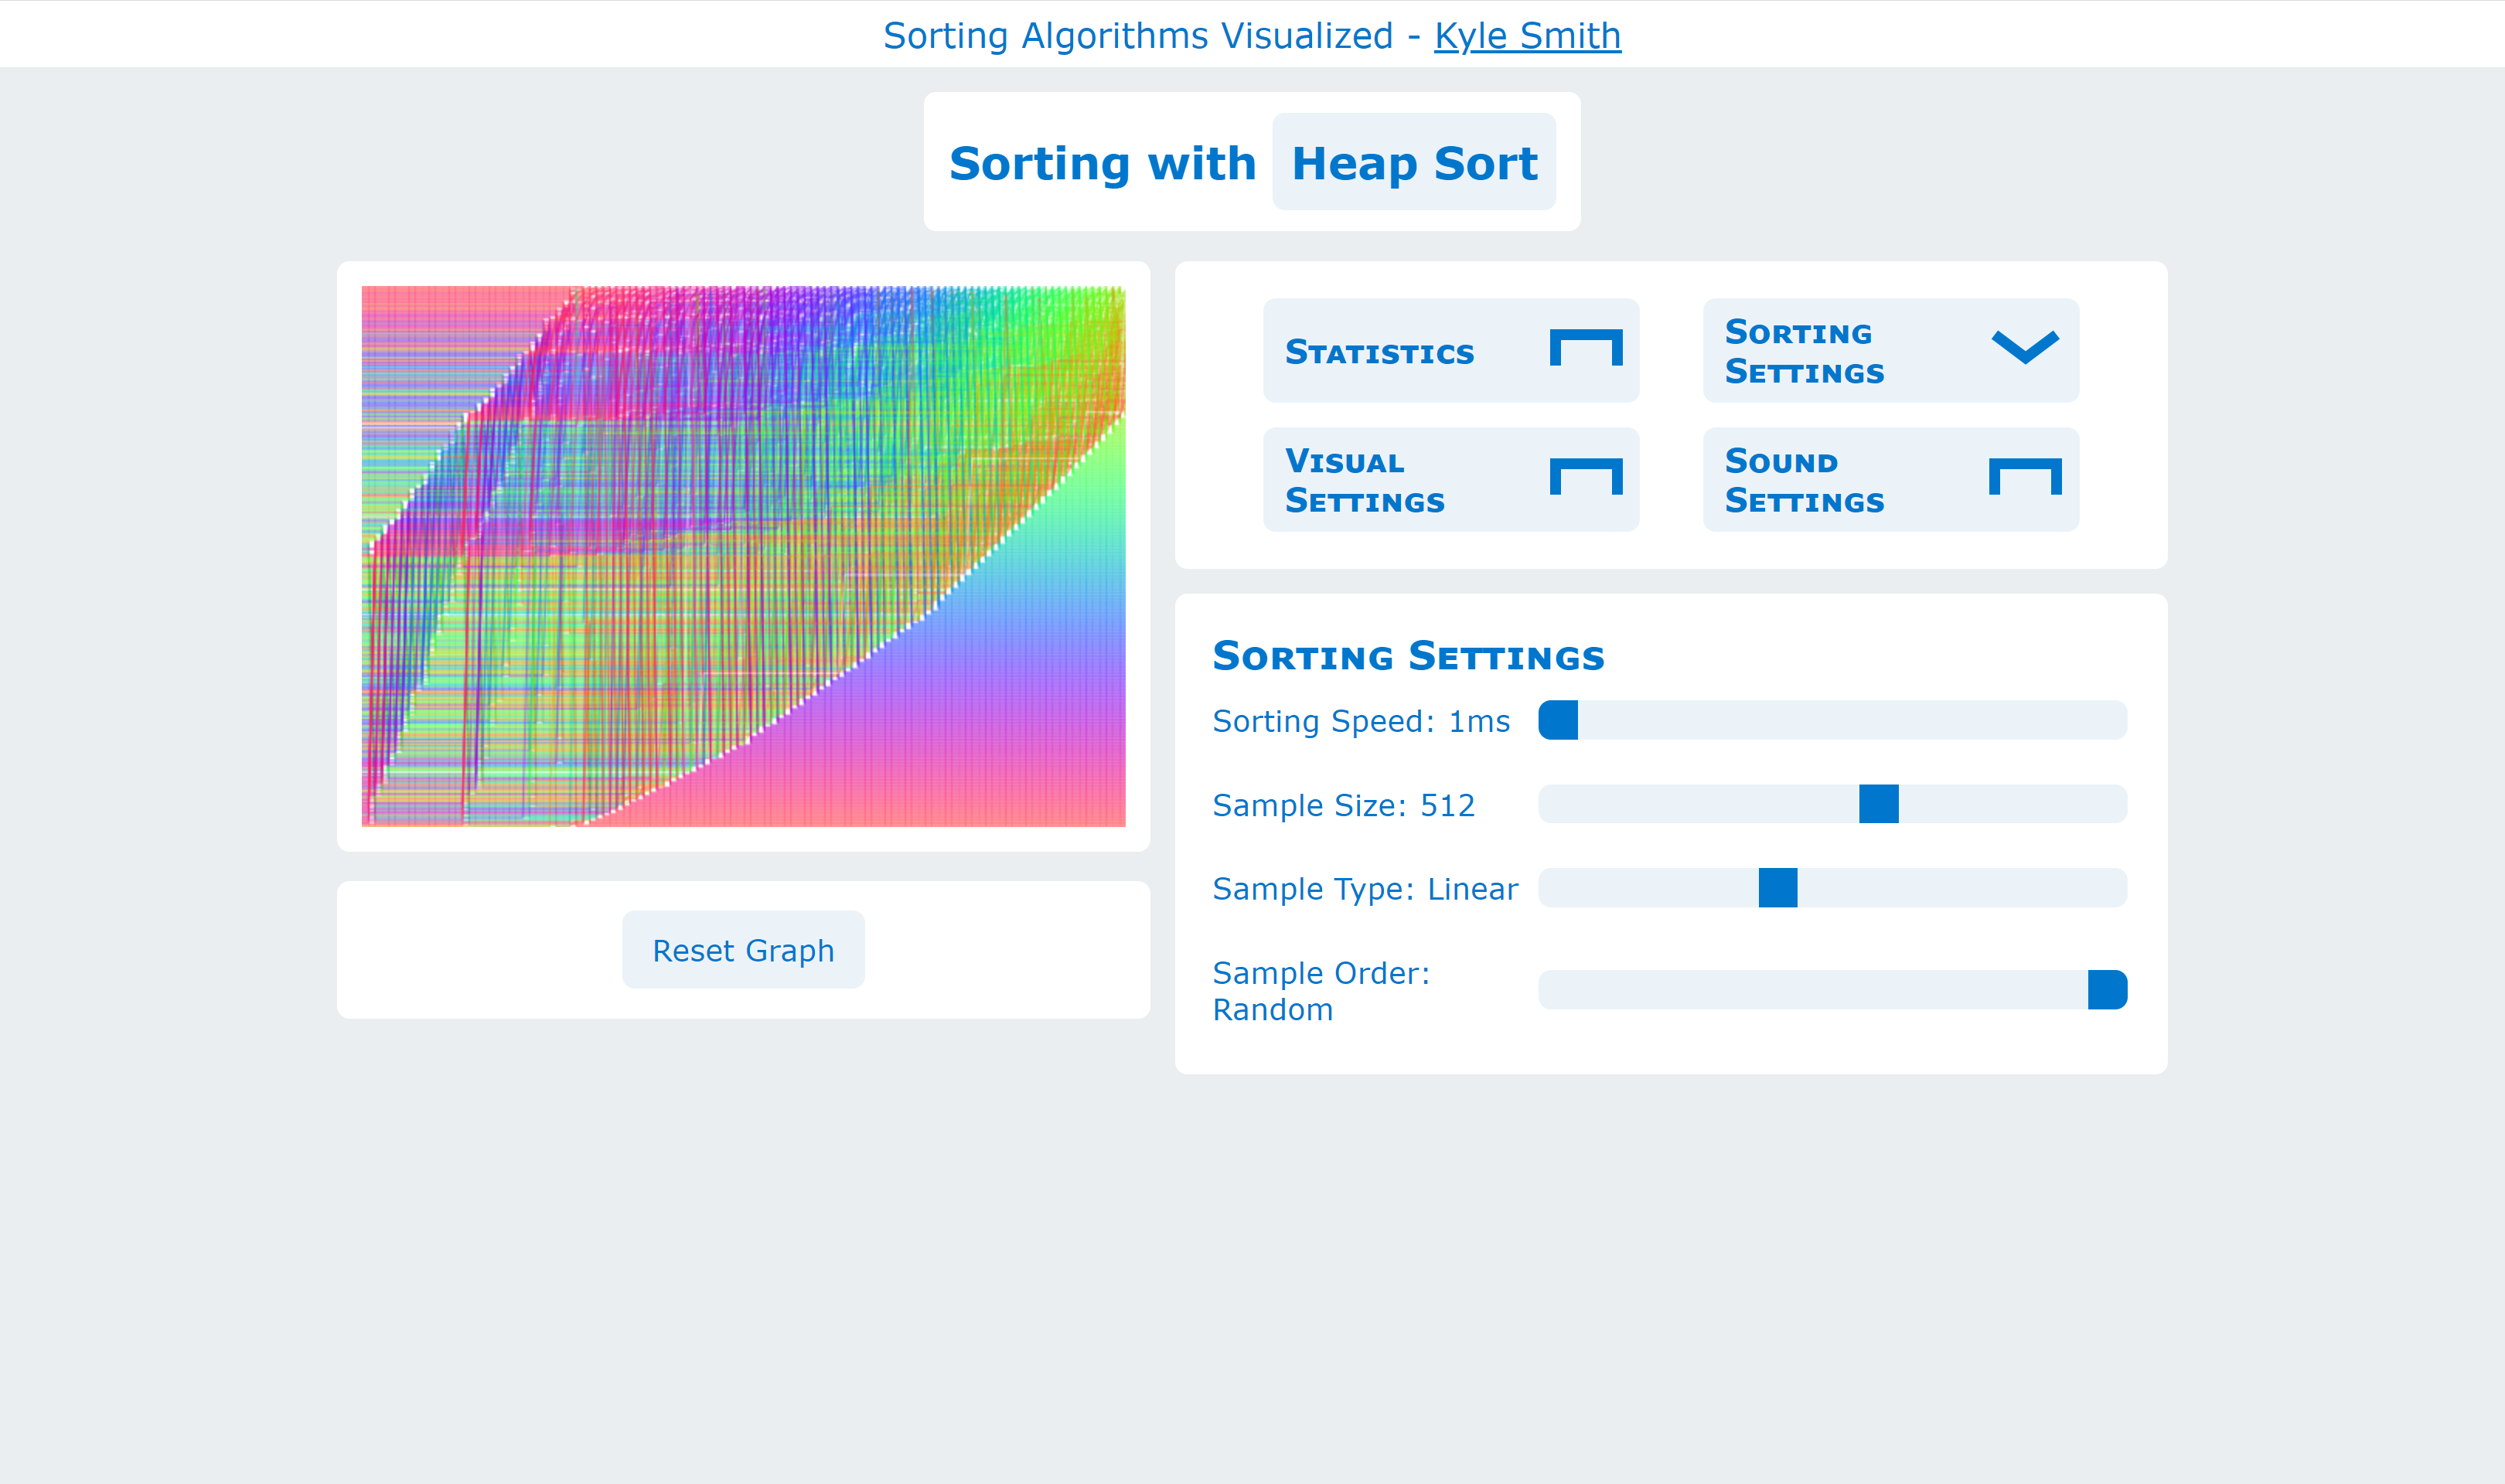 Sorting Algorithms Visualized - Kyle Smith
Sorting with Heap Sort
Statistics
Sorting
Settings
Visual
Settings
Sound
Settings
Reset Graph
Sorting Settings
Sorting Speed: 1ms
Sample Size: 512
Sample Type: Linear
Sample Order:
Random